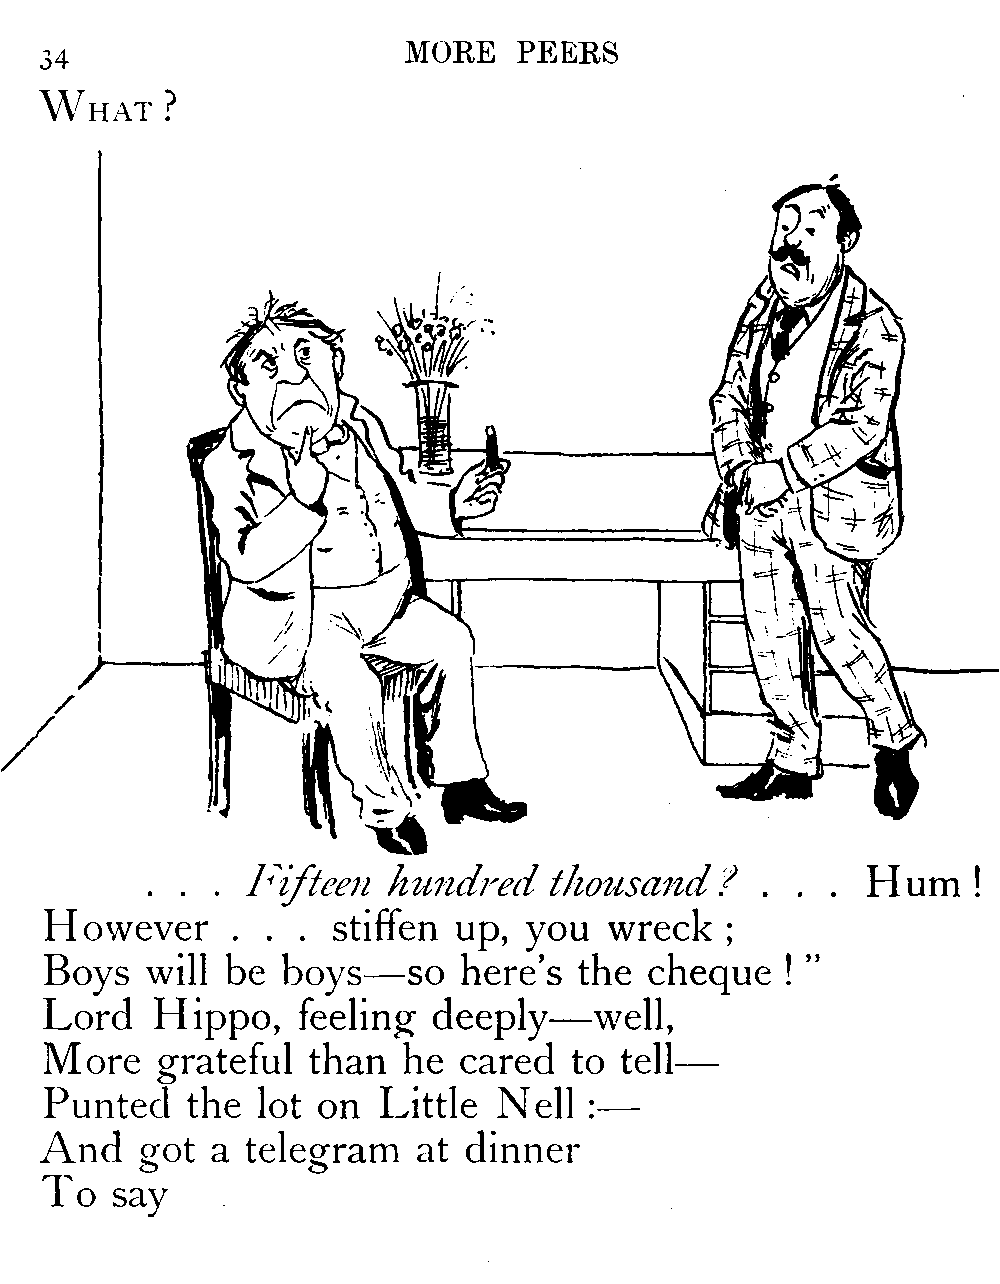 34 MORE PEERS
WHAT?
. . . Fifteen hundred thousand? . . . Hum!
However . . . stiffen up, you wreck;
Boys will be boys—so here's the cheque!"
Lord Hippo, feeling deeply—well,
More grateful than he cared to tell—
Punted the lot on Little Nell:—
And got a telegram at dinner
To say